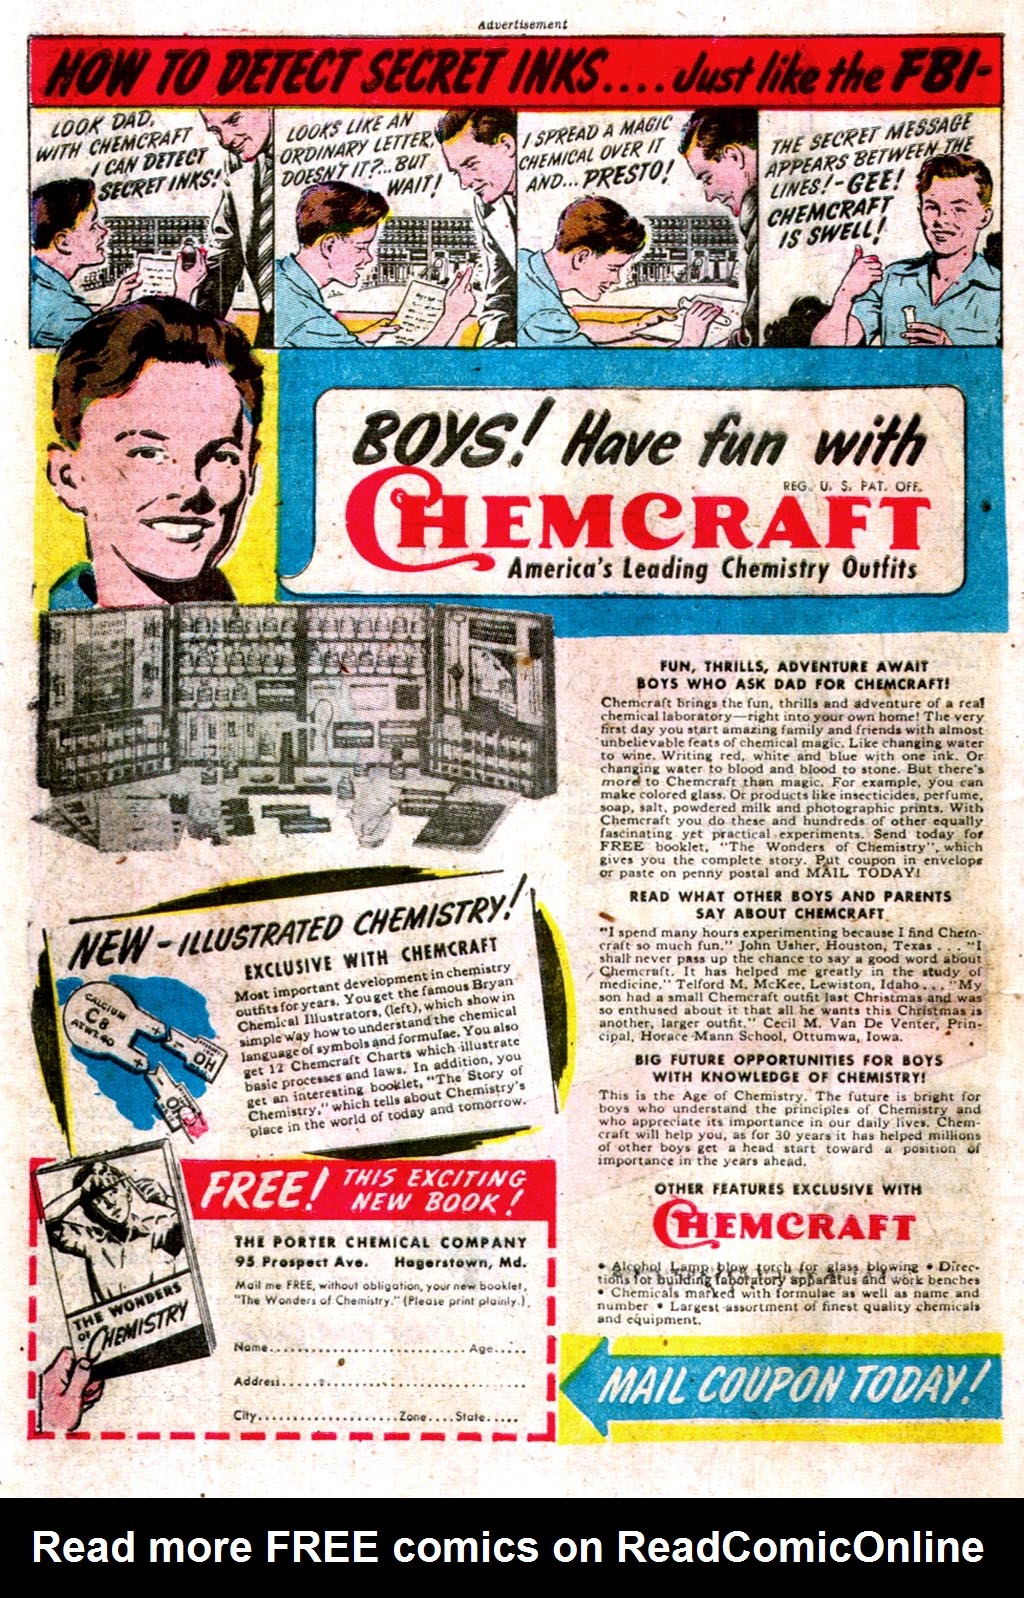 Advertisement
HOW TO DETECT SECRET INKS.... Just like the FBI-
LOOK DAD,
WITH CHEMCRAFT
I CAN DETECT
SECRET INKS!
LOOKS LIKE AN
ORDINARY LETTER,
DOESN'T IT?...BUT
WAIT!
I SPREAD A MAGIC
CHEMICAL OVER IT
AND... PRESTO!
THE SECRET MESSAGE
APPEARS BETWEEN THE
LINES!-GEE!
CHEMCRAFT
IS SWELL!
BOYS! Have fun with
REG. U. S. PAT. OFF.
CHEMCRAFT
America's Leading Chemistry Outfits
FUN, THRILLS, ADVENTURE AWAIT
BOYS WHO ASK DAD FOR CHEMCRAFT!
Chemcraft brings the fun, thrills and adventure of a real
chemical laboratory—right into your own home! The very
first day you start amazing family and friends with almost
unbelievable feats of chemical magic. Like changing water
to wine. Writing red, white and blue with one ink. Or
changing water to blood and blood to stone. But there's
more to Chemcraft than magic. For example, you can
make colored glass. Or products like insecticides, perfume,
soap, salt, powdered milk and photographic prints. With
Chemcraft you do these and hundreds of other equally
fascinating yet practical experiments. Send today for
FREE booklet, "The Wonders of Chemistry", which
gives you the complete story. Put coupon in envelope
or paste on penny postal and MAIL TODAY!
READ WHAT OTHER BOYS AND PARENTS
SAY ABOUT CHEMCRAFT
"I spend many hours experimenting because I find Chem-
craft so much fun." John Usher, Houston, Texas . . . "I
shall never pass up the chance to say a good word about
Chemcraft. It has helped me greatly in the study of
medicine." Telford M. McKee, Lewiston, Idaho . . . "My
son had a small Chemcraft outfit last Christmas and was
so enthused about it that all he wants this Christmas is
another, larger outfit." Cecil M. Van De Venter, Prin-
cipal, Horace Mann School, Ottumwa, Iowa.
BIG FUTURE OPPORTUNITIES FOR BOYS
WITH KNOWLEDGE OF CHEMISTRY!
This is the Age of Chemistry. The future is bright for
boys who understand the principles of Chemistry and
who appreciate its importance in our daily lives. Chem-
craft will help you, as for 30 years it has helped millions
of other boys get a head start toward a position of
importance in the years ahead.
OTHER FEATURES EXCLUSIVE WITH
CHEMCRAFT
• Alcohol Lamp blow torch for glass blowing • Direc-
tions for building laboratory apparatus and work benches
• Chemicals marked with formulae as well as name and
number • Largest assortment of finest quality chemicals
and equipment.
NEW - ILLUSTRATED CHEMISTRY!
EXCLUSIVE WITH CHEMCRAFT
Most important development in chemistry
outfits for years. You get the famous Bryan
Chemical Illustrators, (left), which show in
simple way how to understand the chemical
language of symbols and formulae. You also
get 12 Chemcraft Charts which illustrate
basic processes and laws. In addition, you
get an interesting booklet, "The Story of
Chemistry," which tells about Chemistry's
place in the world of today and tomorrow.
CALCIUM
C8
AT.WT.40
OH
OH
THE WONDERS
OF CHEMISTRY
FREE! THIS EXCITING
NEW BOOK!
THE PORTER CHEMICAL COMPANY
95 Prospect Ave. Hagerstown, Md.
Mail me FREE, without obligation, your new booklet,
"The Wonders of Chemistry." (Please print plainly.)
Name.................................Age.....
Address.......................................
City.....................Zone....State.....
MAIL COUPON TODAY!
Read more FREE comics on ReadComicOnline